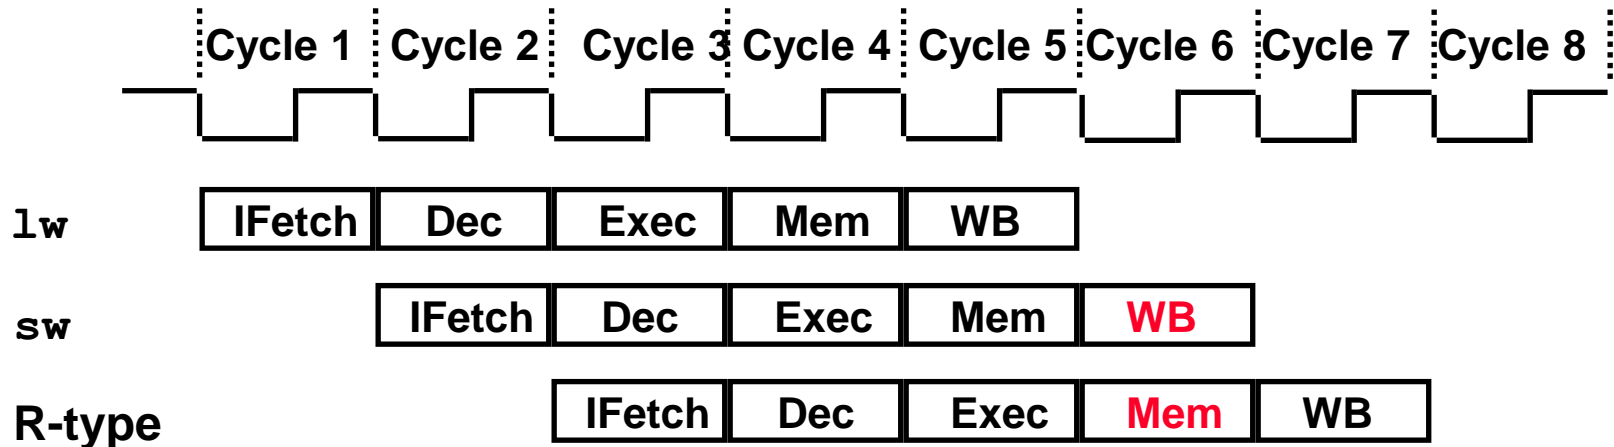 Cycle 1 Cycle 2 Cycle 3 Cycle 4 Cycle 5 Cycle 6 Cycle 7 Cycle 8
lw IFetch Dec Exec Mem WB
sw IFetch Dec Exec Mem WB
R-type IFetch Dec Exec Mem WB